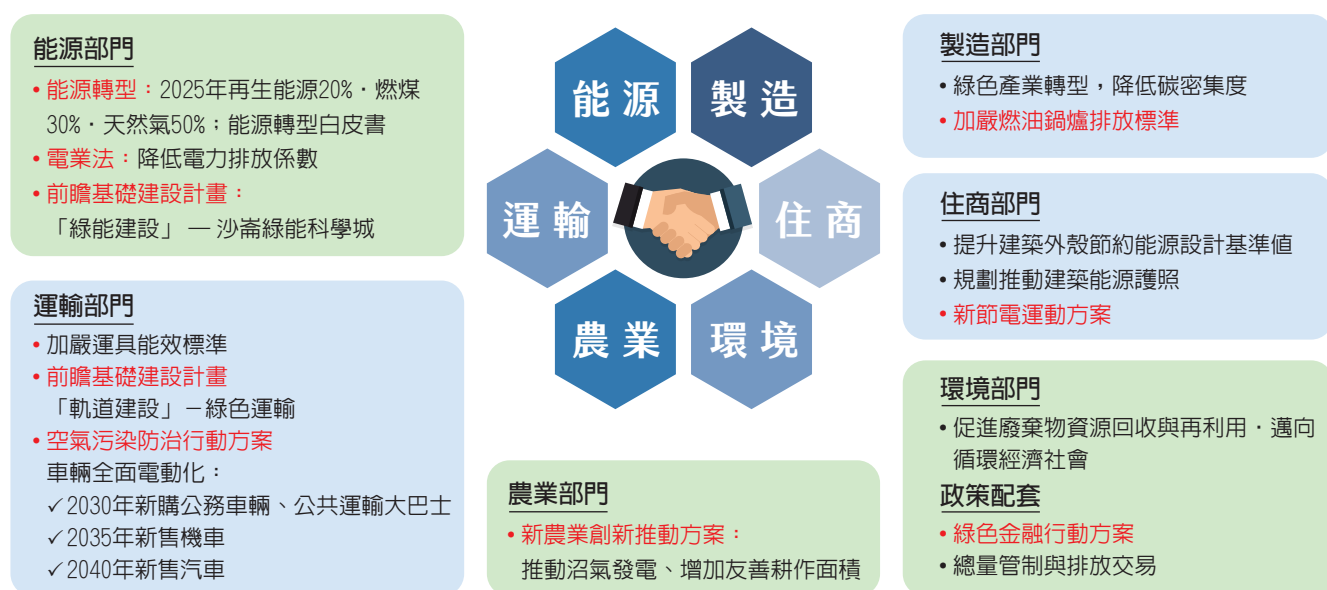 能源部門
•能源轉型：2025年再生能源20%．燃煤
30%．天然氣50%；能源轉型白皮書
•電業法：降低電力排放係數
•前瞻基礎建設計畫：
「綠能建設」—沙崙綠能科學城
運輸部門
•加嚴運具能效標準
•前瞻基礎建設計畫
「軌道建設」－綠色運輸
•空氣污染防治行動方案
車輛全面電動化：
✓2030年新購公務車輛、公共運輸大巴士
✓2035年新售機車
✓2040年新售汽車
能源
製造
運輸
住商
農業
環境
農業部門
•新農業創新推動方案：
推動沼氣發電、增加友善耕作面積
製造部門
•綠色產業轉型，降低碳密集度
•加嚴燃油鍋爐排放標準
住商部門
•提升建築外殼節約能源設計基準值
•規劃推動建築能源護照
•新節電運動方案
環境部門
•促進廢棄物資源回收與再利用．邁向
循環經濟社會
政策配套
•綠色金融行動方案
•總量管制與排放交易